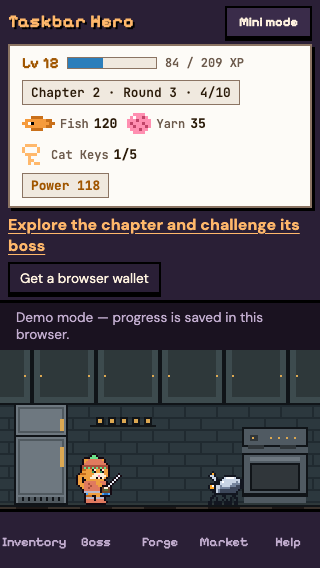 Taskbar Hero
Mini mode
Lv 18
84 / 209 XP
Chapter 2 · Round 3 · 4/10
Fish 120
Yarn 35
Cat Keys 1/5
Power 118
Explore the chapter and challenge its
boss
Get a browser wallet
Demo mode — progress is saved in this
browser.
Inventory
Boss
Forge
Market
Help